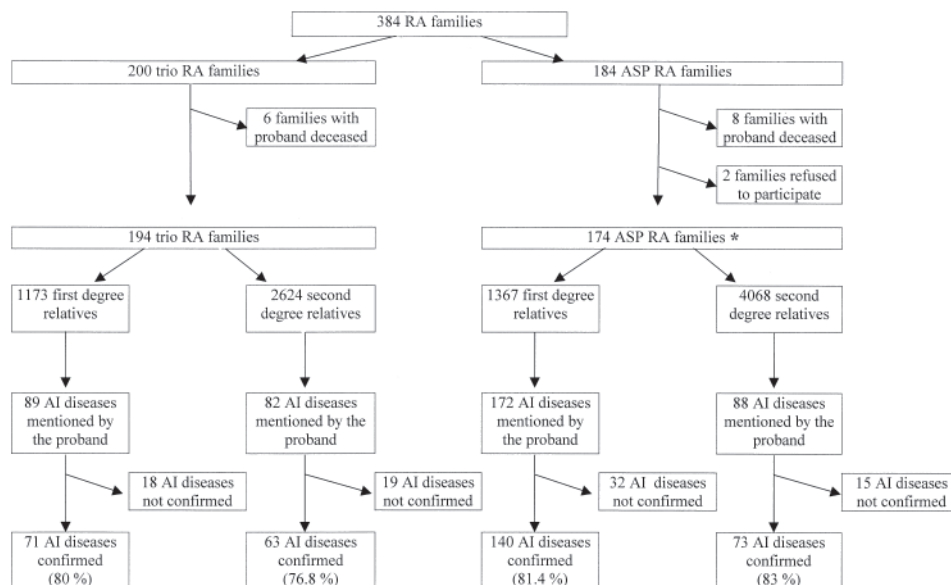 384 RA families
200 trio RA families
184 ASP RA families
6 families with
proband deceased
8 families with
proband deceased
2 families refused
to participate
194 trio RA families
174 ASP RA families *
1173 first degree
relatives
2624 second
degree relatives
1367 first degree
relatives
4068 second
degree relatives
89 AI diseases
mentioned by
the proband
82 AI diseases
mentioned by the
proband
172 AI diseases
mentioned by
the proband
88 AI diseases
mentioned by the
proband
18 AI diseases
not confirmed
19 AI diseases
not confirmed
32 AI diseases
not confirmed
15 AI diseases
not confirmed
71 AI diseases
confirmed
(80 %)
63 AI diseases
confirmed
(76.8 %)
140 AI diseases
confirmed
(81.4 %)
73 AI diseases
confirmed
(83 %)